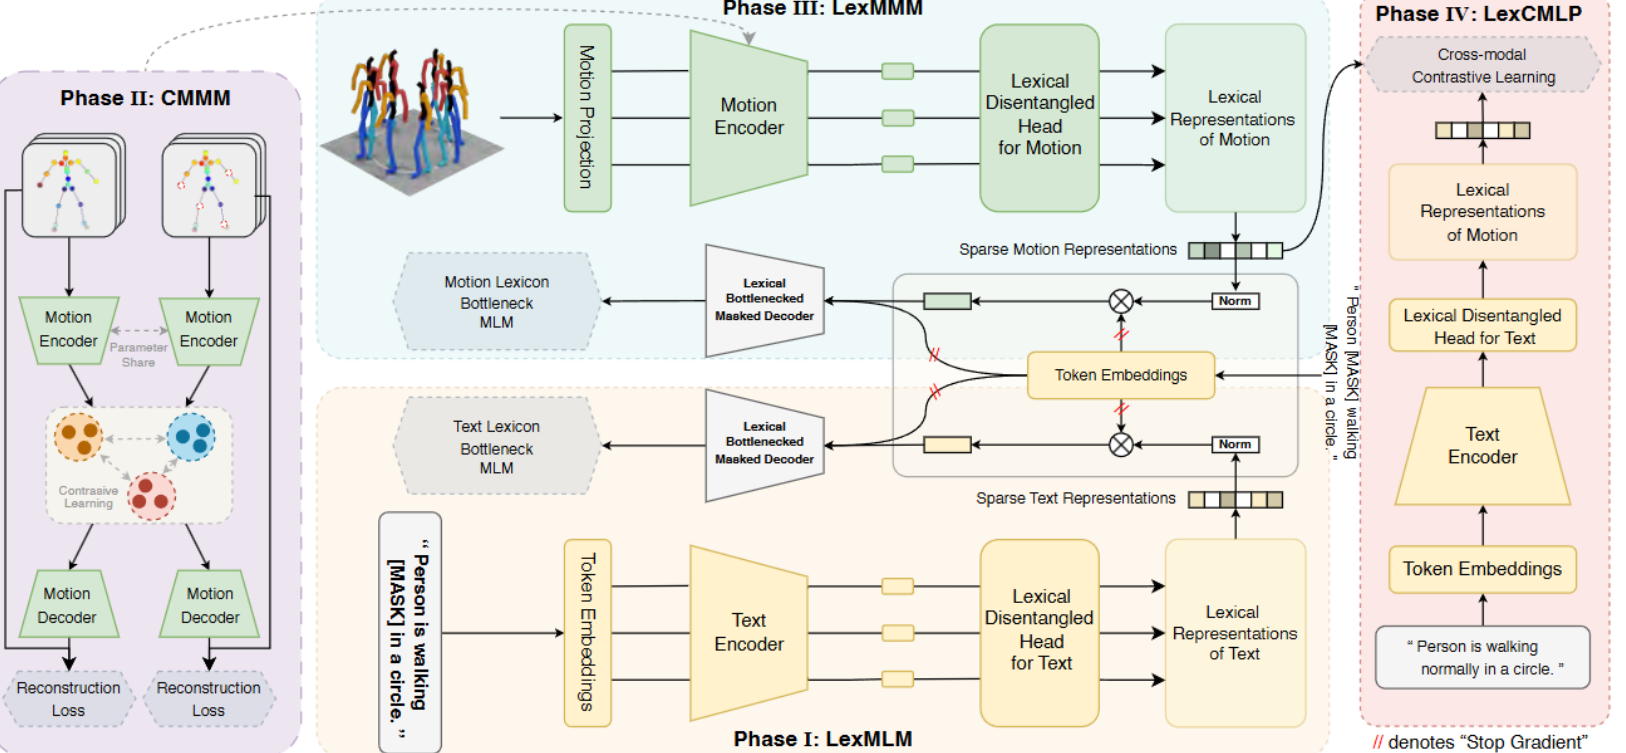 Phase III: LexMMM
Phase IV: LexCMLP
Phase II: CMMM
Motion
Encoder
Motion
Encoder
Parameter
Share
Contrasive
Learning
Motion
Decoder
Motion
Decoder
Reconstruction
Loss
Reconstruction
Loss
Motion Projection
Motion
Encoder
Lexical
Disentangled
Head
for Motion
Lexical
Representations
of Motion
Sparse Motion Representations
Motion Lexicon
Bottleneck
MLM
Lexical
Bottlenecked
Masked Decoder
Norm
Token Embeddings
“ Person [MASK] walking
[MASK] in a circle. ”
Text Lexicon
Bottleneck
MLM
Lexical
Bottlenecked
Masked Decoder
Norm
Sparse Text Representations
“ Person is walking
[MASK] in a circle. ”
Token Embeddings
Text
Encoder
Lexical
Disentangled
Head
for Text
Lexical
Representations
of Text
Phase I: LexMLM
Cross-modal
Contrastive Learning
Lexical
Representations
of Motion
Lexical Disentangled
Head for Text
Text
Encoder
Token Embeddings
“ Person is walking
normally in a circle. ”
// denotes “Stop Gradient”